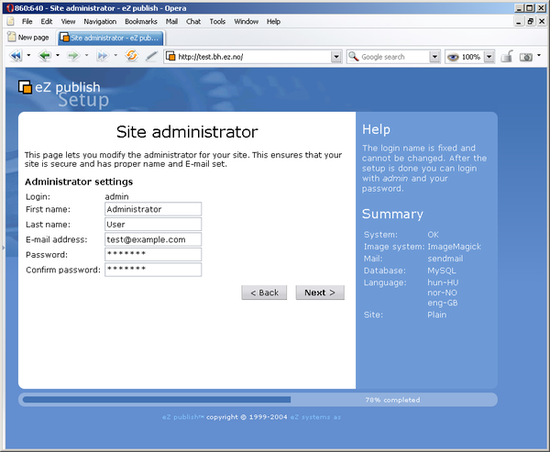 860:640 - Site administrator - eZ publish - Opera
File Edit View Navigation Bookmarks Mail Chat Tools Window Help
New page
Site administrator - eZ pub...
http://test.bh.ez.no/
Google search
100%
eZ publish
Setup
Site administrator
This page lets you modify the administrator for your site. This ensures that your
site is secure and has proper name and E-mail set.
Administrator settings
Login: admin
First name: Administrator
Last name: User
E-mail address: test@example.com
Password: *******
Confirm password: *******
< Back Next >
Help
The login name is fixed and
cannot be changed. After the
setup is done you can login
with admin and your
password.
Summary
System: OK
Image system: ImageMagick
Mail: sendmail
Database: MySQL
Language: hun-HU
nor-NO
eng-GB
Site: Plain
78% completed
eZ publish™ copyright © 1999-2004 eZ systems as